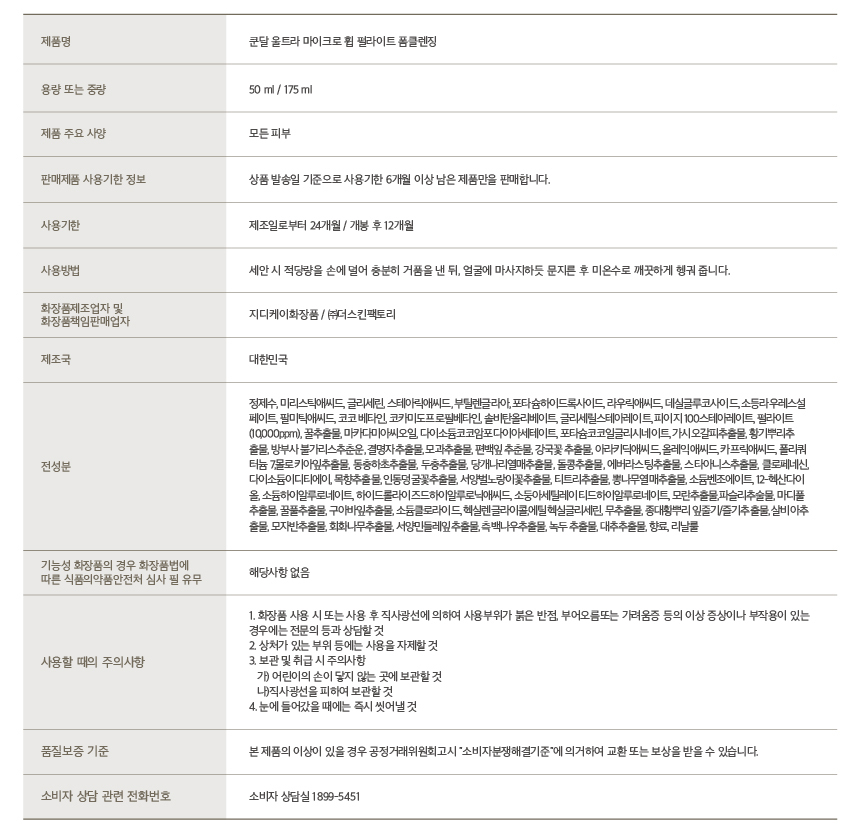 제품명
쿤달 울트라 마이크로 휩 펄라이트 폼클렌징
용량 또는 중량
50 ml / 175 ml
제품 주요 사양
모든 피부
판매제품 사용기한 정보
상품 발송일 기준으로 사용기한 6개월 이상 남은 제품만을 판매합니다.
사용기한
제조일로부터 24개월 / 개봉 후 12개월
사용방법
세안 시 적당량을 손에 덜어 충분히 거품을 낸 뒤, 얼굴에 마사지하듯 문지른 후 미온수로 깨끗하게 헹궈 줍니다.
화장품제조업자 및
화장품책임판매업자
지디케이화장품 / ㈜더스킨팩토리
제조국
대한민국
전성분
정제수, 미리스틱애씨드, 글리세린, 스테아릭애씨드, 부틸렌글라이, 포타슘하이드록사이드, 라우릭애씨드, 데실글루코사이드, 소듐라우레스설
페이트, 팔미틱애씨드, 코코 베타인, 코카미도프로필베타인, 솔비탄올리베이트, 글리세릴스테아레이트, 피이지100스테아레이트, 펄라이트
(10,000ppm), 꿀추출물, 마카다미아씨오일, 다이소듐코코암포다이아세테이트, 포타슘코코일글리시네이트, 가시오갈피추출물, 황기뿌리추
출물, 방부사 불가리스추춘운, 결명자추출물, 모과추출물, 편백잎 추춘물, 강국꽃 추출물, 아라키딕애씨드, 올레익애씨드, 카프릭애씨드, 폴리쿼
터늄 7,올로키아잎추출물, 동충하초추출물, 두충추출물, 당개나리열매추출물, 돌콩추출물, 에버라스팅추출물, 스타아니스추출물, 클로페네신,
다이소듐이디티에이, 목향추출물, 인동덩굴꽃추출물, 서양벌노랑이꽃추출물, 티트리추출물, 뽕나무열매추출물, 소듐벤조에이트, 12-헥산다이
올, 소듐하이알루로네이트, 하이드롤라이즈드하이알루로닉애씨드, 소듐아세틸레이티드하이알루로네이트, 모란추출물,파슬리추술물, 마디풀
추출물, 꿀풀추출물, 구아바잎추출물, 소듐클로라이드, 헥실렌글라이콜,에틸헥실글리세린, 무추출물, 종대황뿌리 잎줄기/줄기추출물,살비아추
출물, 모자반추출물, 회화나무추출물, 서양민들레잎추출물, 측백나우추출물, 녹두 추출물, 대추추출물, 향료, 리날룰
기능성 화장품의 경우 화장품법에
따른 식품의약품안전처 심사 필 유무
해당사항 없음
사용할 때의 주의사항
1. 화장품 사용 시 또는 사용 후 직사광선에 의하여 사용부위가 붉은 반점, 부어오름또는 가려움증 등의 이상 증상이나 부작용이 있는
경우에는 전문의 등과 상담할 것
2. 상처가 있는 부위 등에는 사용을 자제할 것
3. 보관 및 취급 시 주의사항
가) 어린이의 손이 닿지 않는 곳에 보관할 것
나)직사광선을 피하여 보관할 것
4. 눈에 들어갔을 때에는 즉시 씻어낼 것
품질보증 기준
본 제품의 이상이 있을 경우 공정거래위원회고시 "소비자분쟁해결기준"에 의거하여 교환 또는 보상을 받을 수 있습니다.
소비자 상담 관련 전화번호
소비자 상담실 1899-5451